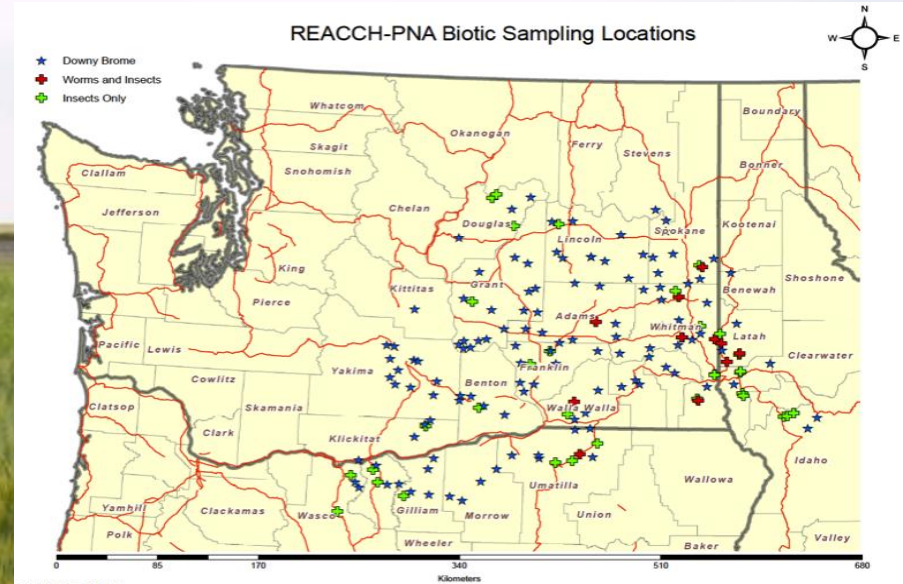 REACCH-PNA Biotic Sampling Locations
N
W E
S
Downy Brome
Worms and Insects
Insects Only
Whatcom
Boundary
Okanogan
Skagit
Ferry
Stevens
Bonner
Clallam
Snohomish
Chelan
Jefferson
Douglas
Spokane
Kootenai
Lincoln
King
Kittitas
Grant
Benewah
Shoshone
Pierce
Adams
Whitman
Latah
Pacific
Lewis
Clearwater
Yakima
Franklin
Cowlitz
Benton
Clatsop
Skamania
Walla Walla
Clark
Klickitat
Idaho
Umatilla
Wallowa
Yamhill
Clackamas
Wasco
Gilliam
Morrow
Union
Polk
Wheeler
Baker
Valley
0 85 170 340 510 680
Kilometers